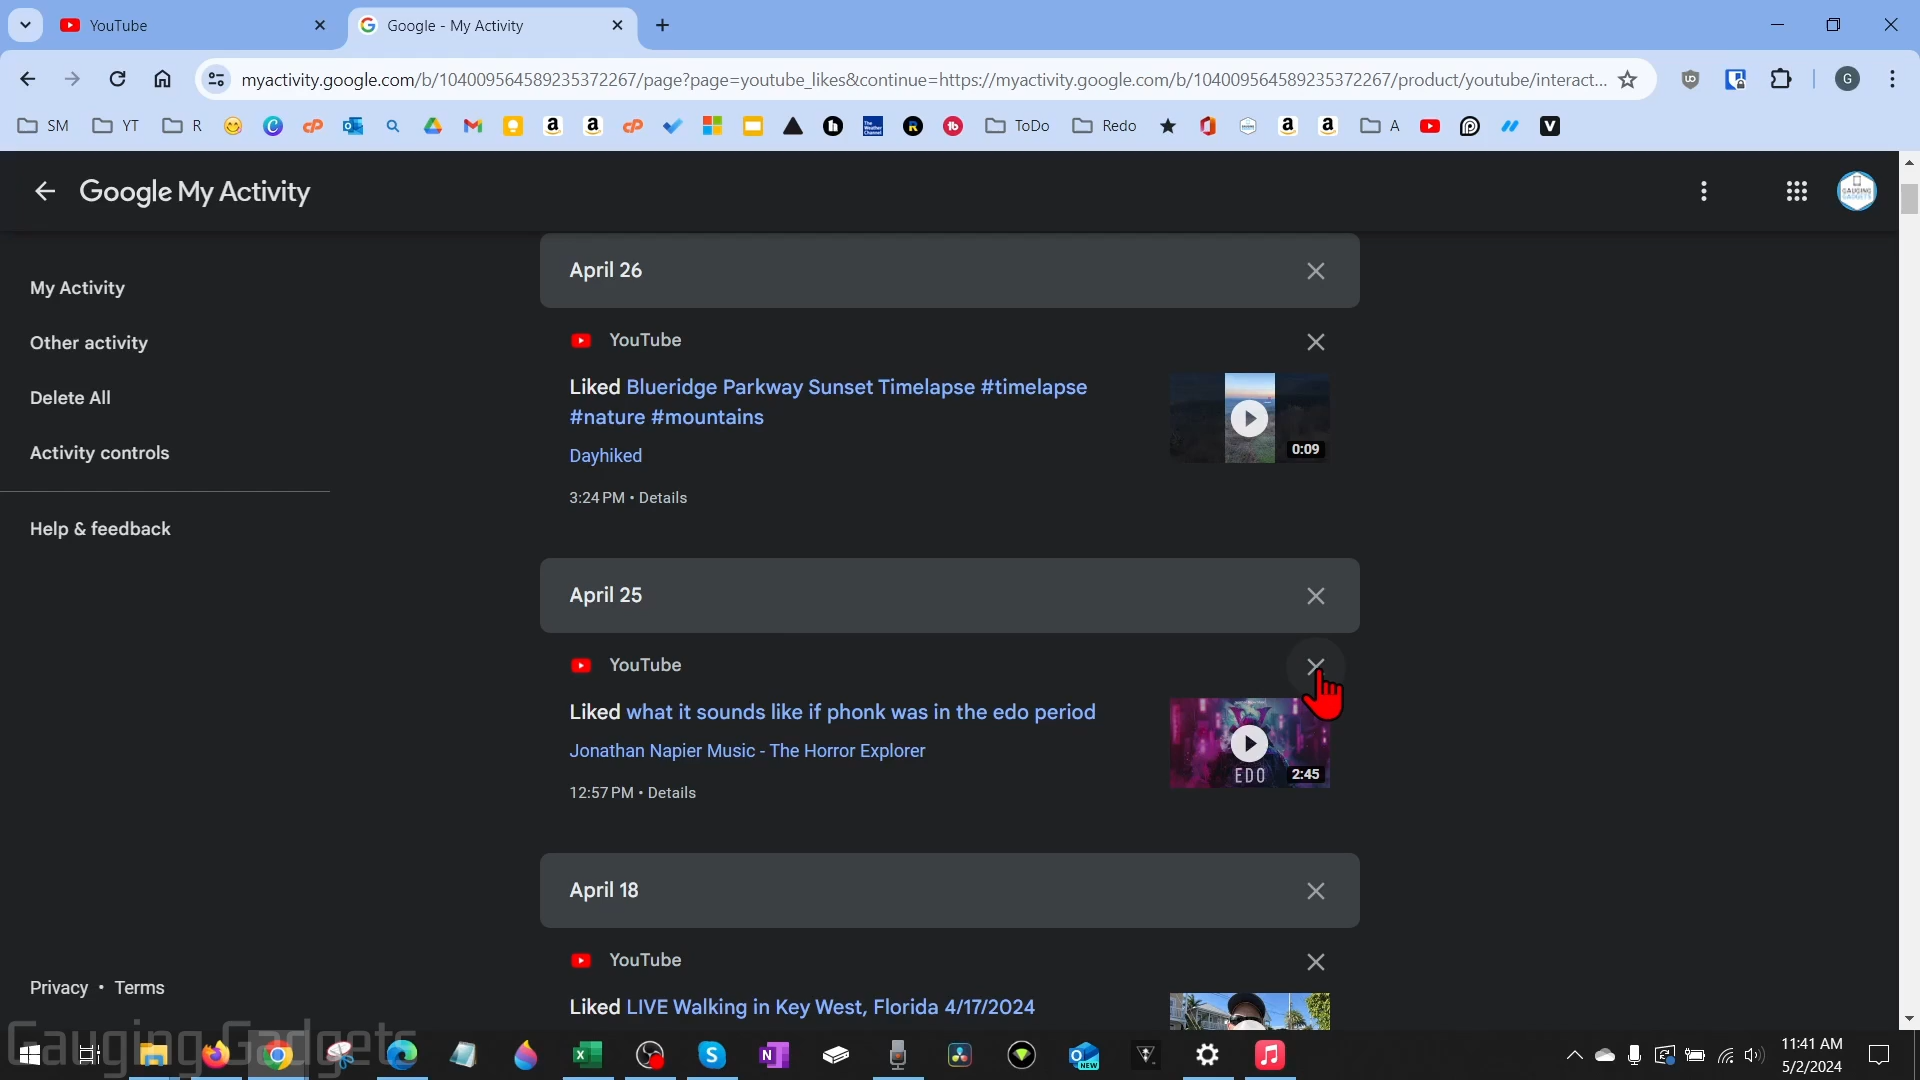 YouTube
Google - My Activity
myactivity.google.com/b/104009564589235372267/page?page=youtube_likes&continue=https://myactivity.google.com/b/104009564589235372267/product/youtube/interact...
G
SM
YT
R
ToDo
Redo
A
Google My Activity
My Activity
Other activity
Delete All
Activity controls
Help & feedback
April 26
YouTube
Liked Blueridge Parkway Sunset Timelapse #timelapse
#nature #mountains
Dayhiked
3:24 PM • Details
0:09
April 25
YouTube
Liked what it sounds like if phonk was in the edo period
Jonathan Napier Music - The Horror Explorer
12:57 PM • Details
EDO
2:45
April 18
YouTube
Liked LIVE Walking in Key West, Florida 4/17/2024
Privacy • Terms
Gauging Gadgets
11:41 AM
5/2/2024